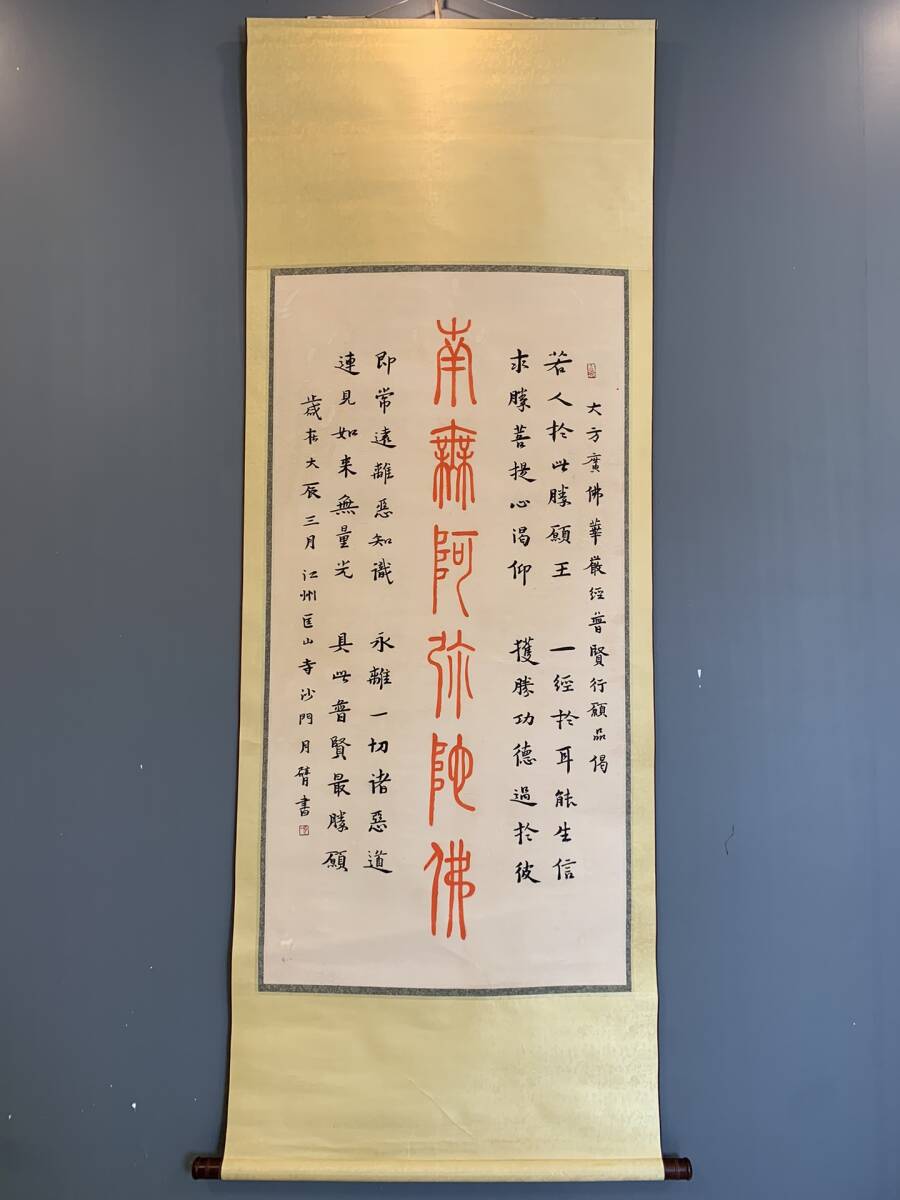 大方廣佛華嚴經普賢行願品偈
若人於此勝願王 一經於耳能生信
求勝菩提心渴仰 獲勝功德過於彼
南無阿弥陀佛
即常遠離惡知識 永離一切諸惡道
速見如來無量光 具此普賢最勝願
歲在大辰三月 江州匡山寺沙門月臂書